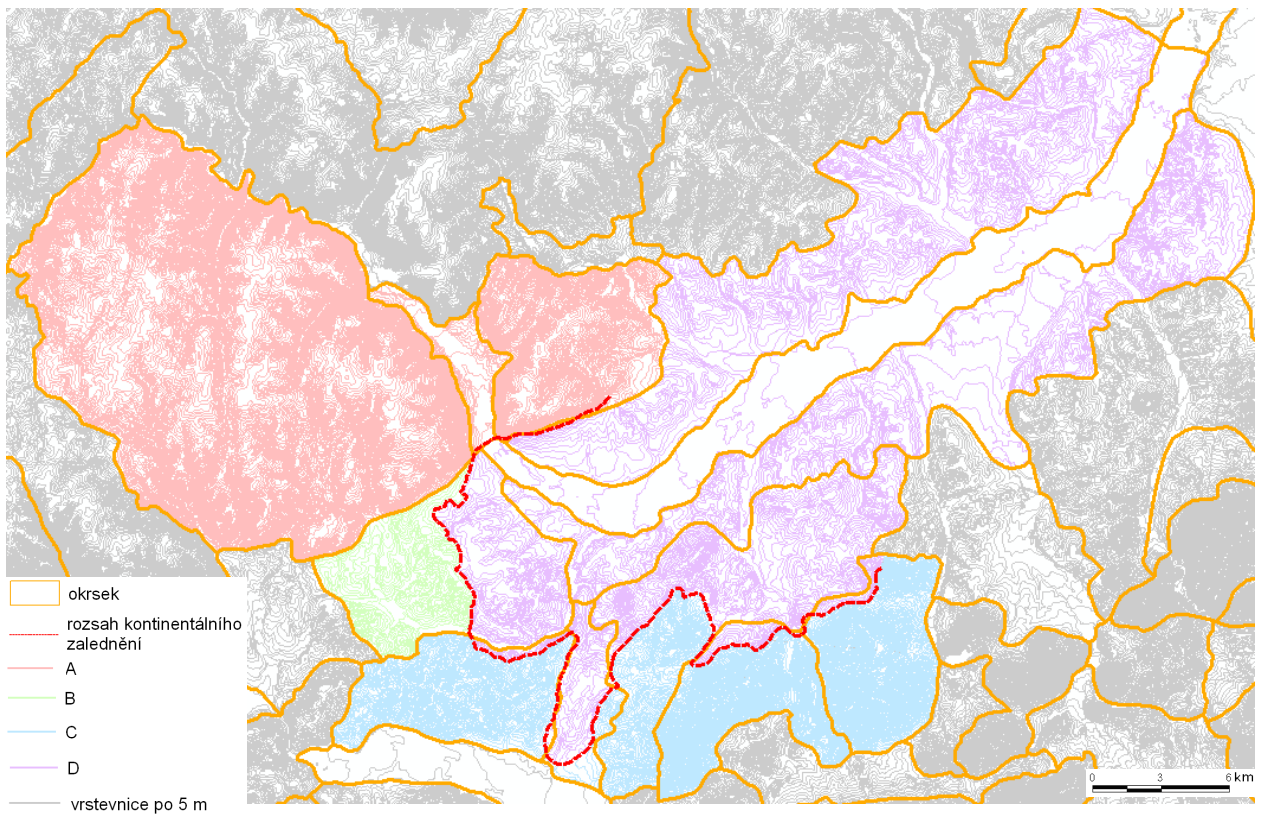 okrsek
rozsah kontinentálního
zalednění
A
B
C
D
vrstevnice po 5 m
0 3 6 km